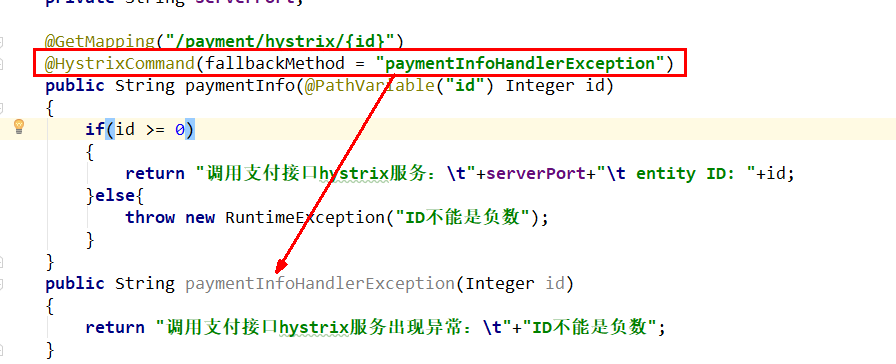 private String serverPort;
@GetMapping("/payment/hystrix/{id}")
@HystrixCommand(fallbackMethod = "paymentInfoHandlerException")
public String paymentInfo(@PathVariable("id") Integer id)
{
if(id >= 0)
{
return "调用支付接口hystrix服务：\t"+serverPort+"\t entity ID: "+id;
}else{
throw new RuntimeException("ID不能是负数");
}
}
public String paymentInfoHandlerException(Integer id)
{
return "调用支付接口hystrix服务出现异常：\t"+"ID不能是负数";
}